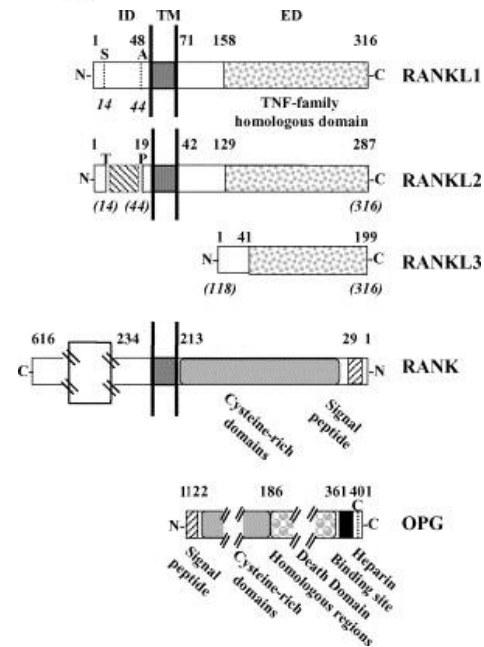 ID TM ED
1 48 71 158 316
S A
N- -C RANKL1
14 44 TNF-family
homologous domain
1 19 42 129 287
T P
N- -C RANKL2
(14) (44) (316)
1 41 199
N- -C RANKL3
(118) (316)
616 234 213 29 1
C- -N RANK
Cysteine-rich
domains
Signal
peptide
1 122 186 361 401
C
N- -C OPG
Signal
peptide
Cysteine-rich
domains
Death Domain
Homologous regions
Heparin
Binding site